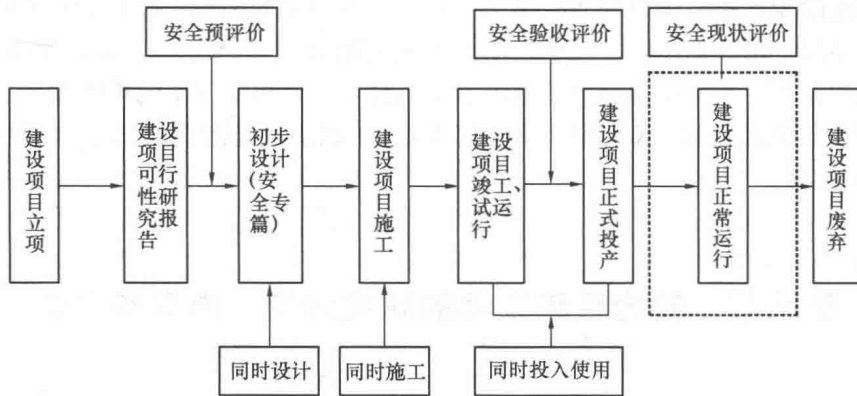 安全预评价
安全验收评价
安全现状评价
建设项目立项
建设项目可行性研究报告
初步设计(安全专篇)
建设项目施工
建设项目竣工、试运行
建设项目正式投产
建设项目正常运行
建设项目废弃
同时设计
同时施工
同时投入使用